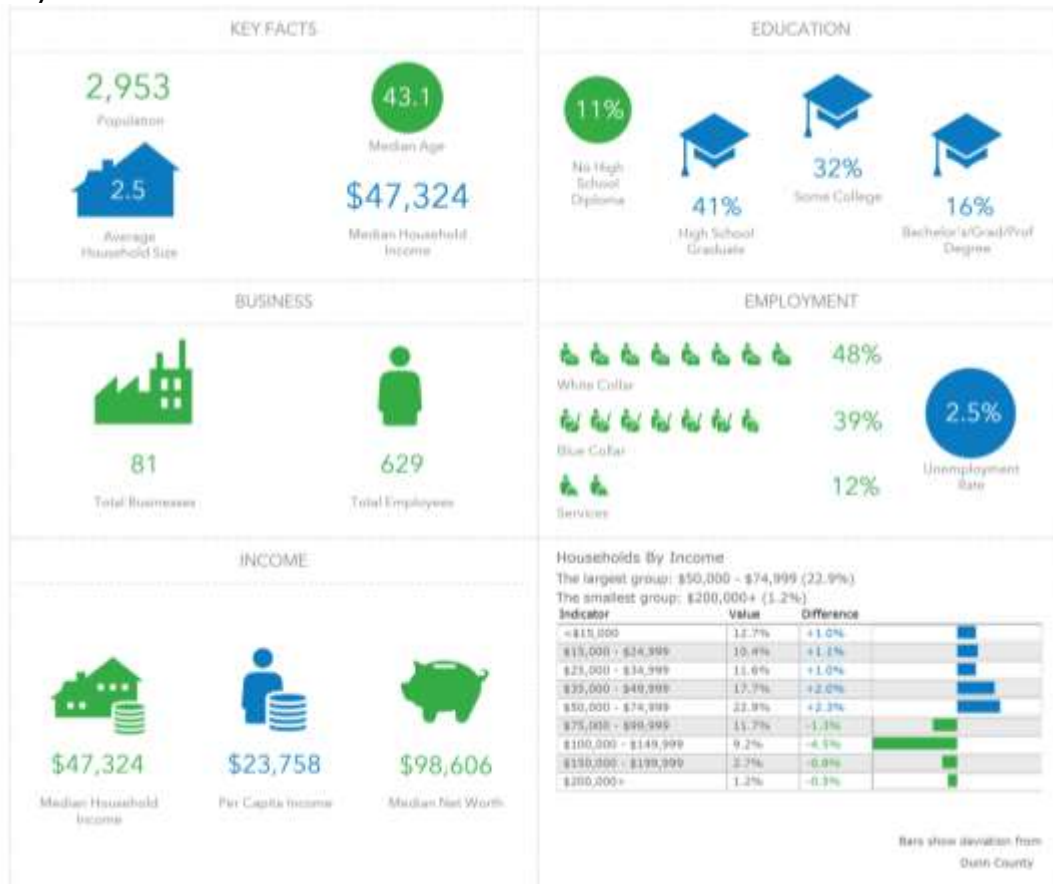 KEY FACTS
2,953
Population
43.1
Median Age
2.5
Average
Household Size
$47,324
Median Household
Income
EDUCATION
11%
No High
School
Diploma
41%
High School
Graduate
32%
Some College
16%
Bachelor's/Grad/Prof
Degree
BUSINESS
81
Total Businesses
629
Total Employees
EMPLOYMENT
48%
White Collar
39%
Blue Collar
12%
Services
2.5%
Unemployment
Rate
INCOME
$47,324
Median Household
Income
$23,758
Per Capita Income
$98,606
Median Net Worth
Households By Income
The largest group: $50,000 - $74,999 (22.9%)
The smallest group: $200,000+ (1.2%)
Indicator Value Difference
<$15,000 12.7% +1.0%
$15,000 - $24,999 10.4% +1.1%
$25,000 - $34,999 11.6% +1.0%
$35,000 - $49,999 17.7% +2.0%
$50,000 - $74,999 22.9% +2.3%
$75,000 - $99,999 11.7% -1.3%
$100,000 - $149,999 9.2% -4.5%
$150,000 - $199,999 2.7% -0.8%
$200,000+ 1.2% -0.5%
Bars show deviation from
Dunn County